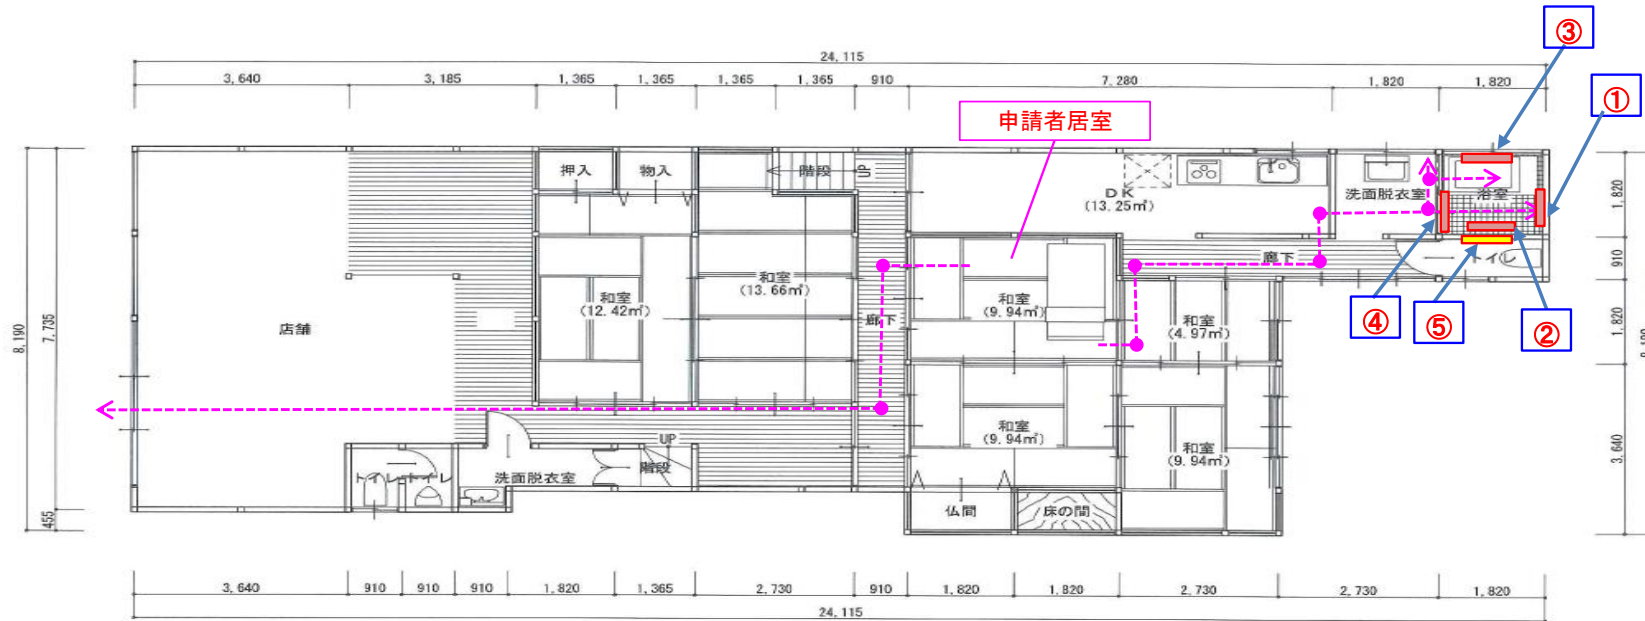 ③
①
24,115
3,640 3,185 1,365 1,365 1,365 1,365 910 7,280 1,820 1,820
申請者居室
押入 物入 階段 UP
DK
(13.25㎡)
洗面脱衣室 浴室
1,820
910
1,820
3,640
8,190
7,735
455
廊下 トイレ
和室
(13.66㎡)
和室
(12.42㎡)
和室
(9.94㎡)
和室
(4.97㎡)
店舗
廊下
④
⑤
②
和室
(9.94㎡)
和室
(9.94㎡)
UP
トイレ トイレ 洗面脱衣室 階段
仏間 床の間
3,640 910 910 910 1,820 1,365 2,730 910 1,820 1,820 2,730 2,730 1,820
24,115